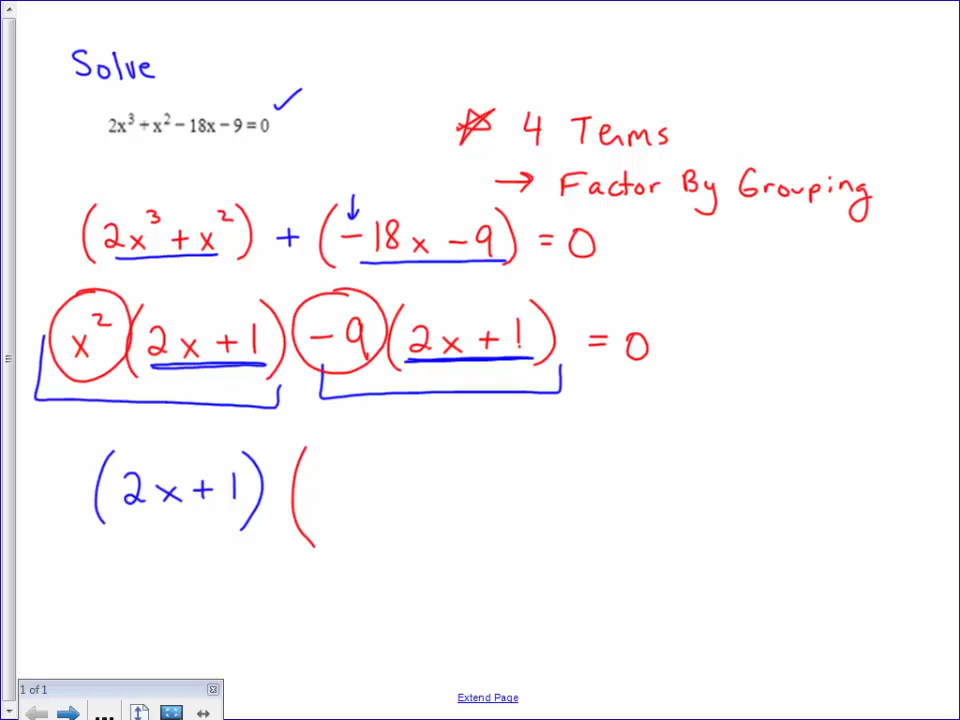 Solve
2x³ + x² − 18x − 9 = 0
4 Terms
→ Factor By Grouping
(2x³ + x²) + (−18x − 9) = 0
x²(2x + 1) − 9(2x + 1) = 0
(2x + 1)(
1 of 1
Extend Page